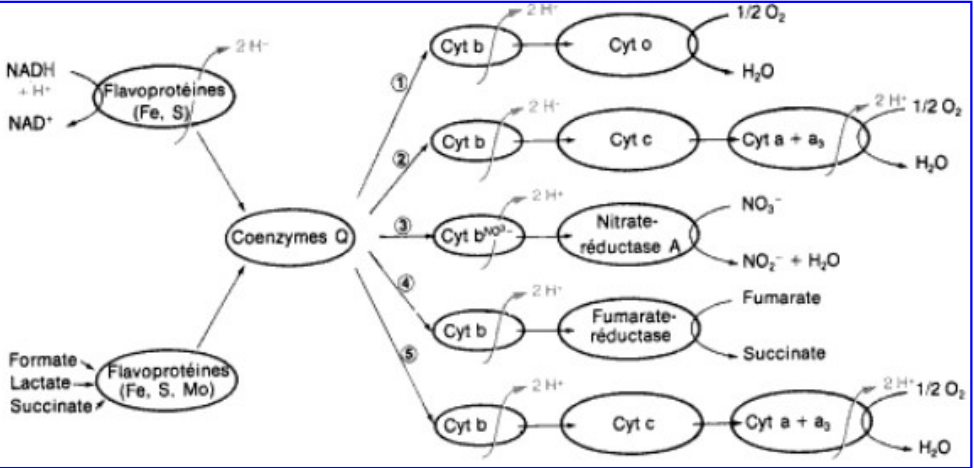 NADH
+ H⁺
NAD⁺
Flavoprotéines
(Fe, S)
2 H⁻
Coenzymes Q
Formate
Lactate
Succinate
Flavoprotéines
(Fe, S, Mo)
①
Cyt b
2 H⁻
Cyt o
1/2 O₂
H₂O
②
Cyt b
2 H⁻
Cyt c
Cyt a + a₃
2 H⁺
1/2 O₂
H₂O
③
Cyt bᴺᴼ³⁻
2 H⁺
Nitrate-
réductase A
NO₃⁻
NO₂⁻ + H₂O
④
Cyt b
2 H⁺
Fumarate-
réductase
Fumarate
Succinate
⑤
Cyt b
2 H⁺
Cyt c
Cyt a + a₃
2 H⁺
1/2 O₂
H₂O